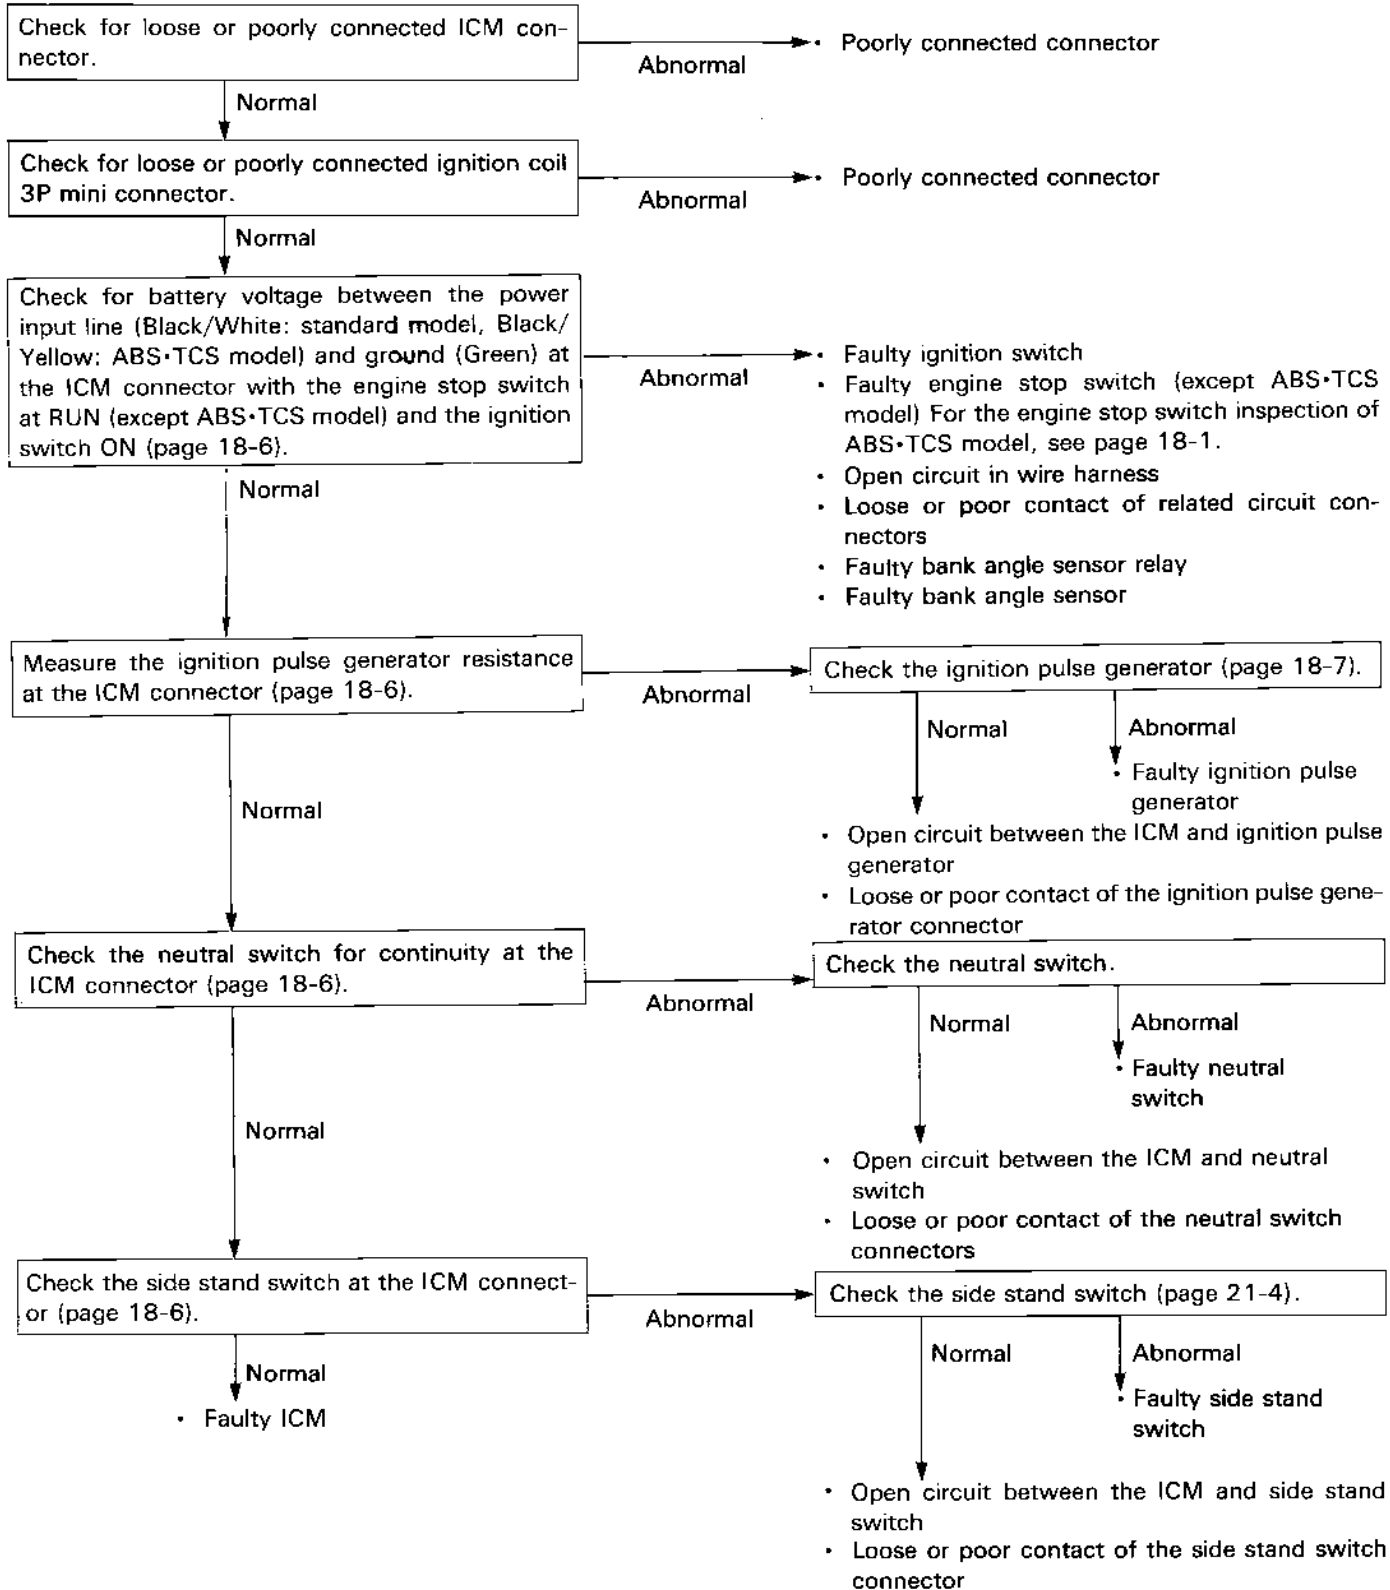 Check for loose or poorly connected ICM con-
nector.
Abnormal
· Poorly connected connector
Normal
Check for loose or poorly connected ignition coil
3P mini connector.
Abnormal
· Poorly connected connector
Normal
Check for battery voltage between the power
input line (Black/White: standard model, Black/
Yellow: ABS·TCS model) and ground (Green) at
the ICM connector with the engine stop switch
at RUN (except ABS·TCS model) and the ignition
switch ON (page 18-6).
Abnormal
· Faulty ignition switch
· Faulty engine stop switch (except ABS·TCS
model) For the engine stop switch inspection of
ABS·TCS model, see page 18-1.
· Open circuit in wire harness
· Loose or poor contact of related circuit con-
nectors
· Faulty bank angle sensor relay
· Faulty bank angle sensor
Normal
Measure the ignition pulse generator resistance
at the ICM connector (page 18-6).
Abnormal
Check the ignition pulse generator (page 18-7).
Normal
Abnormal
· Faulty ignition pulse
generator
· Open circuit between the ICM and ignition pulse
generator
· Loose or poor contact of the ignition pulse gene-
rator connector
Normal
Check the neutral switch for continuity at the
ICM connector (page 18-6).
Abnormal
Check the neutral switch.
Normal
Abnormal
· Faulty neutral
switch
· Open circuit between the ICM and neutral
switch
· Loose or poor contact of the neutral switch
connectors
Normal
Check the side stand switch at the ICM connect-
or (page 18-6).
Abnormal
Check the side stand switch (page 21-4).
Normal
Abnormal
· Faulty side stand
switch
· Open circuit between the ICM and side stand
switch
· Loose or poor contact of the side stand switch
connector
Normal
· Faulty ICM